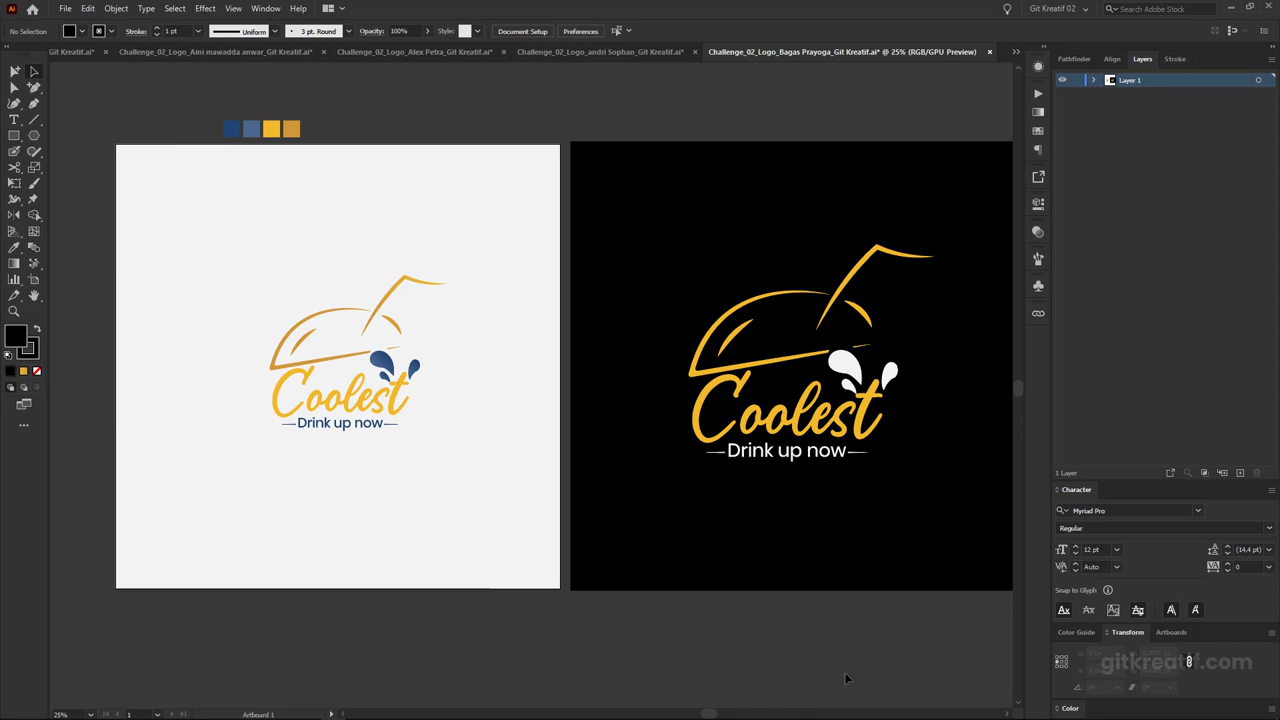 Ai File Edit Object Type Select Effect View Window Help Git Kreatif 02 Search Adobe Stock
No Selection Stroke: 1 pt Uniform 3 pt. Round Opacity: 100% Style: Document Setup Preferences
Git Kreatif.ai* × Challenge_02_Logo_Aini mawadda anwar_Git Kreatif.ai* × Challenge_02_Logo_Alex Petra_Git Kreatif.ai* × Challenge_02_Logo_andri Sophan_Git Kreatif.ai* × Challenge_02_Logo_Bagas Prayoga_Git Kreatif.ai* @ 25% (RGB/GPU Preview) ×
Pathfinder Align Layers Stroke
Layer 1
Coolest
Drink up now
Coolest
Drink up now
1 Layer
Character
Myriad Pro
Regular
12 pt (14,4 pt)
Auto 0
Snap to Glyph
Color Guide Transform Artboards
gitkreatif.com
Color
25% 1 Artboard 1